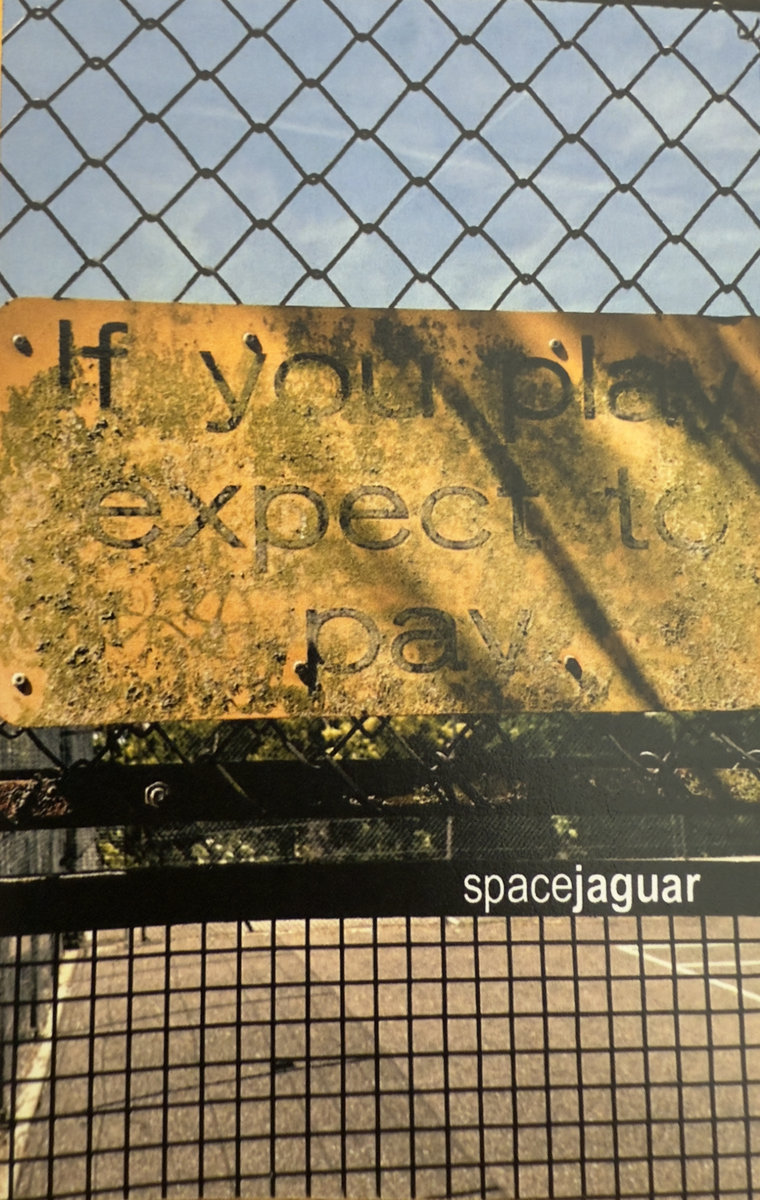 If you play
expect to
pay
spacejaguar